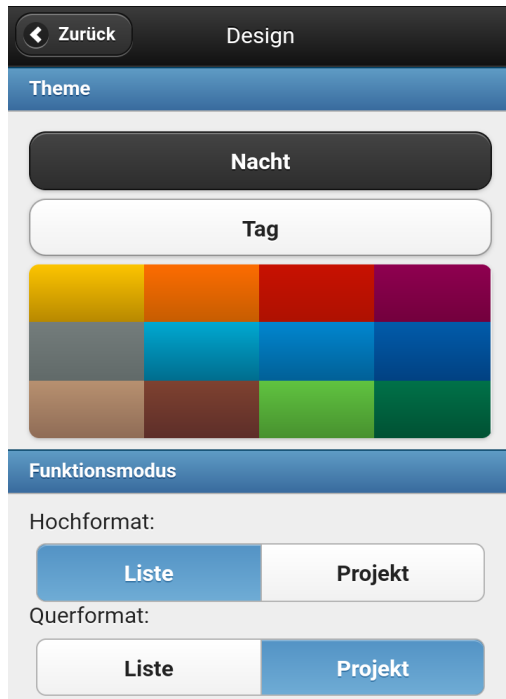 Zurück
Design
Theme
Nacht
Tag
Funktionsmodus
Hochformat:
Liste Projekt
Querformat:
Liste Projekt